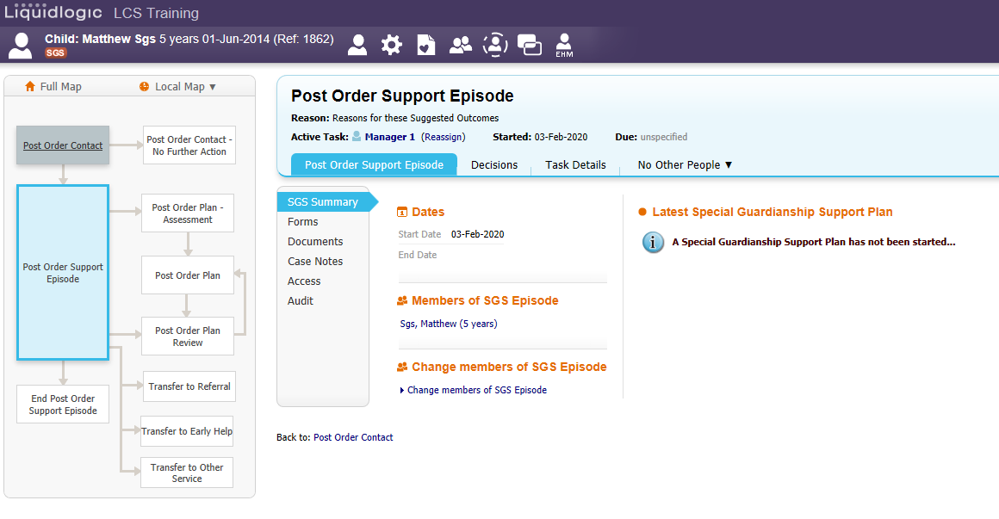 Liquidlogic LCS Training
Child: Matthew Sgs 5 years 01-Jun-2014 (Ref: 1862)
SGS
EHM
Full Map
Local Map ▼
Post Order Contact
Post Order Contact -
No Further Action
Post Order Support
Episode
Post Order Plan -
Assessment
Post Order Plan
Post Order Plan
Review
Transfer to Referral
End Post Order
Support Episode
Transfer to Early Help
Transfer to Other
Service
Post Order Support Episode
Reason: Reasons for these Suggested Outcomes
Active Task: Manager 1 (Reassign) Started: 03-Feb-2020 Due: unspecified
Post Order Support Episode Decisions Task Details No Other People ▼
SGS Summary
Forms
Documents
Case Notes
Access
Audit
1 Dates
Start Date 03-Feb-2020
End Date
Members of SGS Episode
Sgs, Matthew (5 years)
Change members of SGS Episode
Change members of SGS Episode
Latest Special Guardianship Support Plan
i A Special Guardianship Support Plan has not been started...
Back to: Post Order Contact